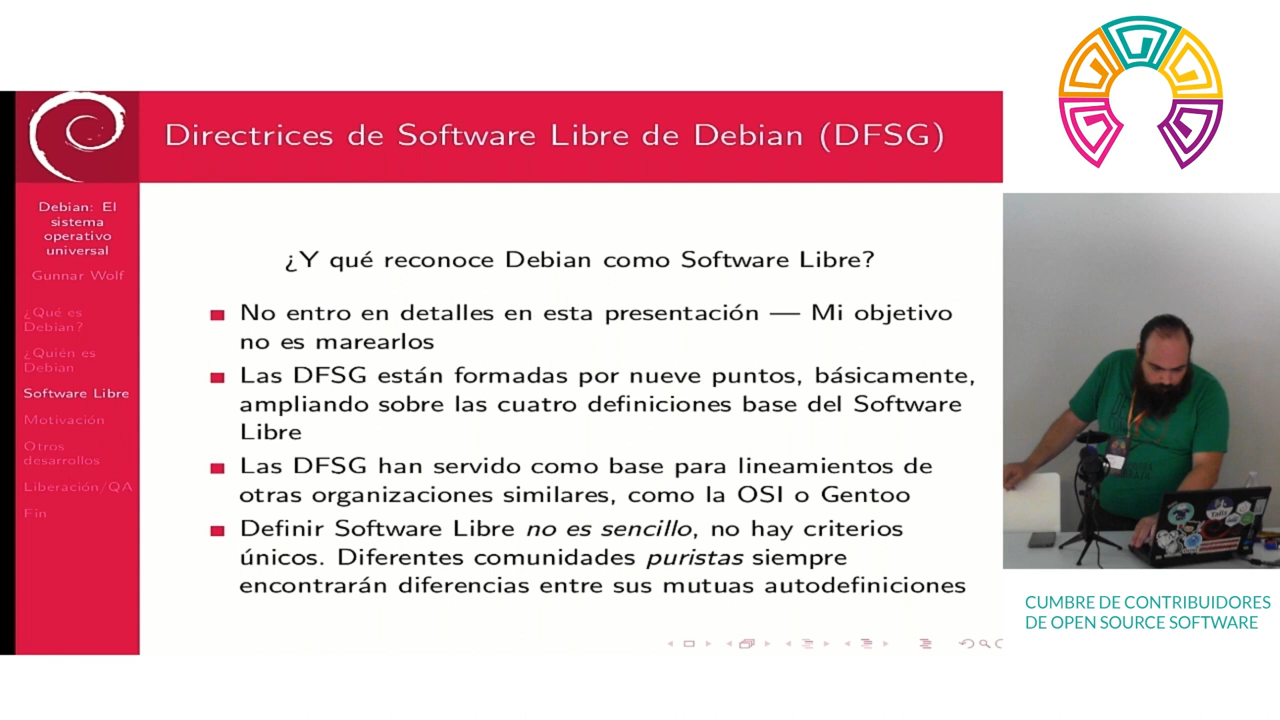 Directrices de Software Libre de Debian (DFSG)
Debian: El
sistema
operativo
universal
Gunnar Wolf
¿Qué es
Debian?
¿Quién es
Debian
Software Libre
Motivación
Otros
desarrollos
Liberación/QA
Fin
¿Y qué reconoce Debian como Software Libre?
No entro en detalles en esta presentación — Mi objetivo
no es marearlos
Las DFSG están formadas por nueve puntos, básicamente,
ampliando sobre las cuatro definiciones base del Software
Libre
Las DFSG han servido como base para lineamientos de
otras organizaciones similares, como la OSI o Gentoo
Definir Software Libre no es sencillo, no hay criterios
únicos. Diferentes comunidades puristas siempre
encontrarán diferencias entre sus mutuas autodefiniciones
Tails
CUMBRE DE CONTRIBUIDORES
DE OPEN SOURCE SOFTWARE